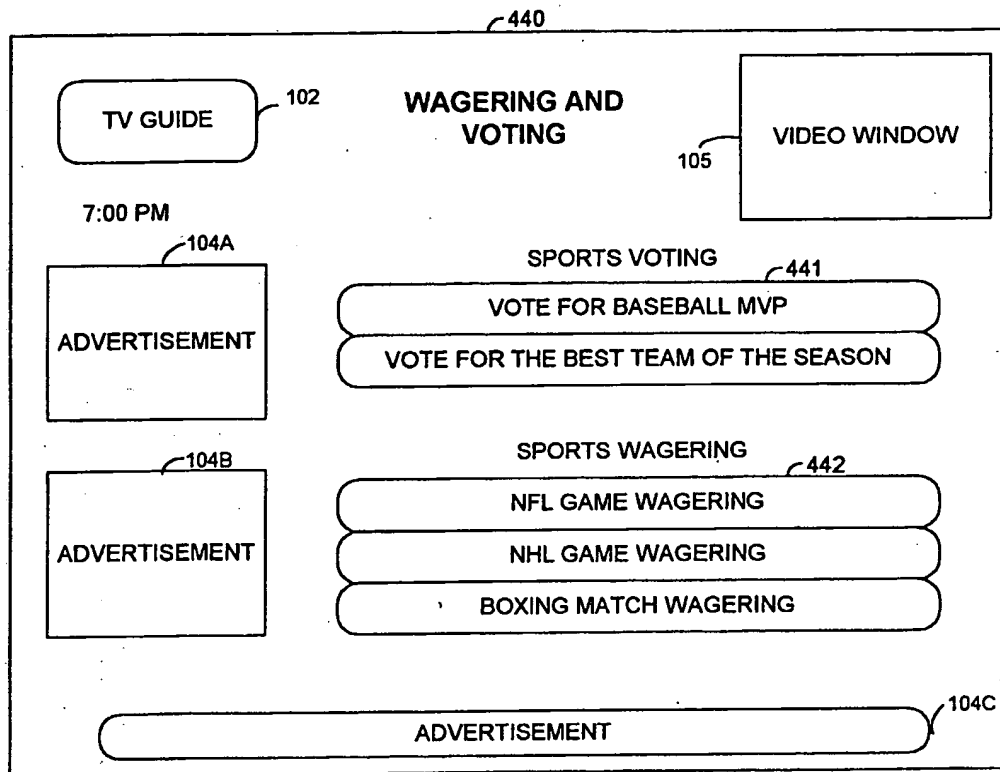 440
TV GUIDE
102
WAGERING AND
VOTING
105
VIDEO WINDOW
7:00 PM
104A
ADVERTISEMENT
SPORTS VOTING
441
VOTE FOR BASEBALL MVP
VOTE FOR THE BEST TEAM OF THE SEASON
104B
ADVERTISEMENT
SPORTS WAGERING
442
NFL GAME WAGERING
NHL GAME WAGERING
BOXING MATCH WAGERING
104C
ADVERTISEMENT